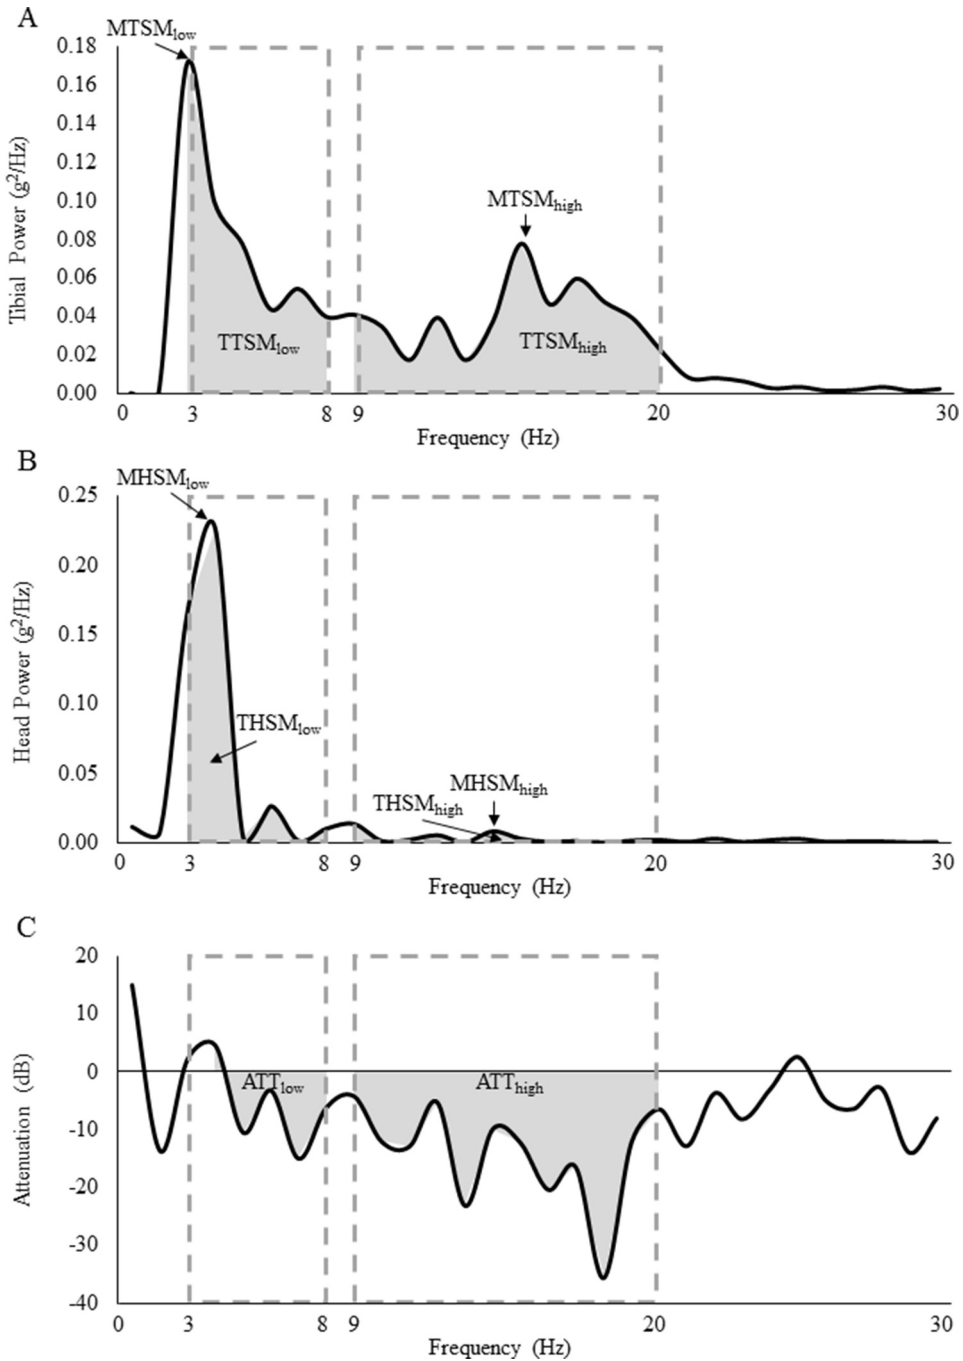 A
MTSMlow
0.18
0.16
0.14
0.12
0.10
0.08
0.06
0.04
0.02
0.00
Tibial Power (g²/Hz)
MTSMhigh
TTSMlow
TTSMhigh
0 3 8 9 20 30
Frequency (Hz)
B
MHSMlow
0.25
0.20
0.15
0.10
0.05
0.00
Head Power (g²/Hz)
THSMlow
MHSMhigh
THSMhigh
0 3 8 9 20 30
Frequency (Hz)
C
20
10
0
-10
-20
-30
-40
Attenuation (dB)
ATTlow
ATThigh
0 3 8 9 20 30
Frequency (Hz)